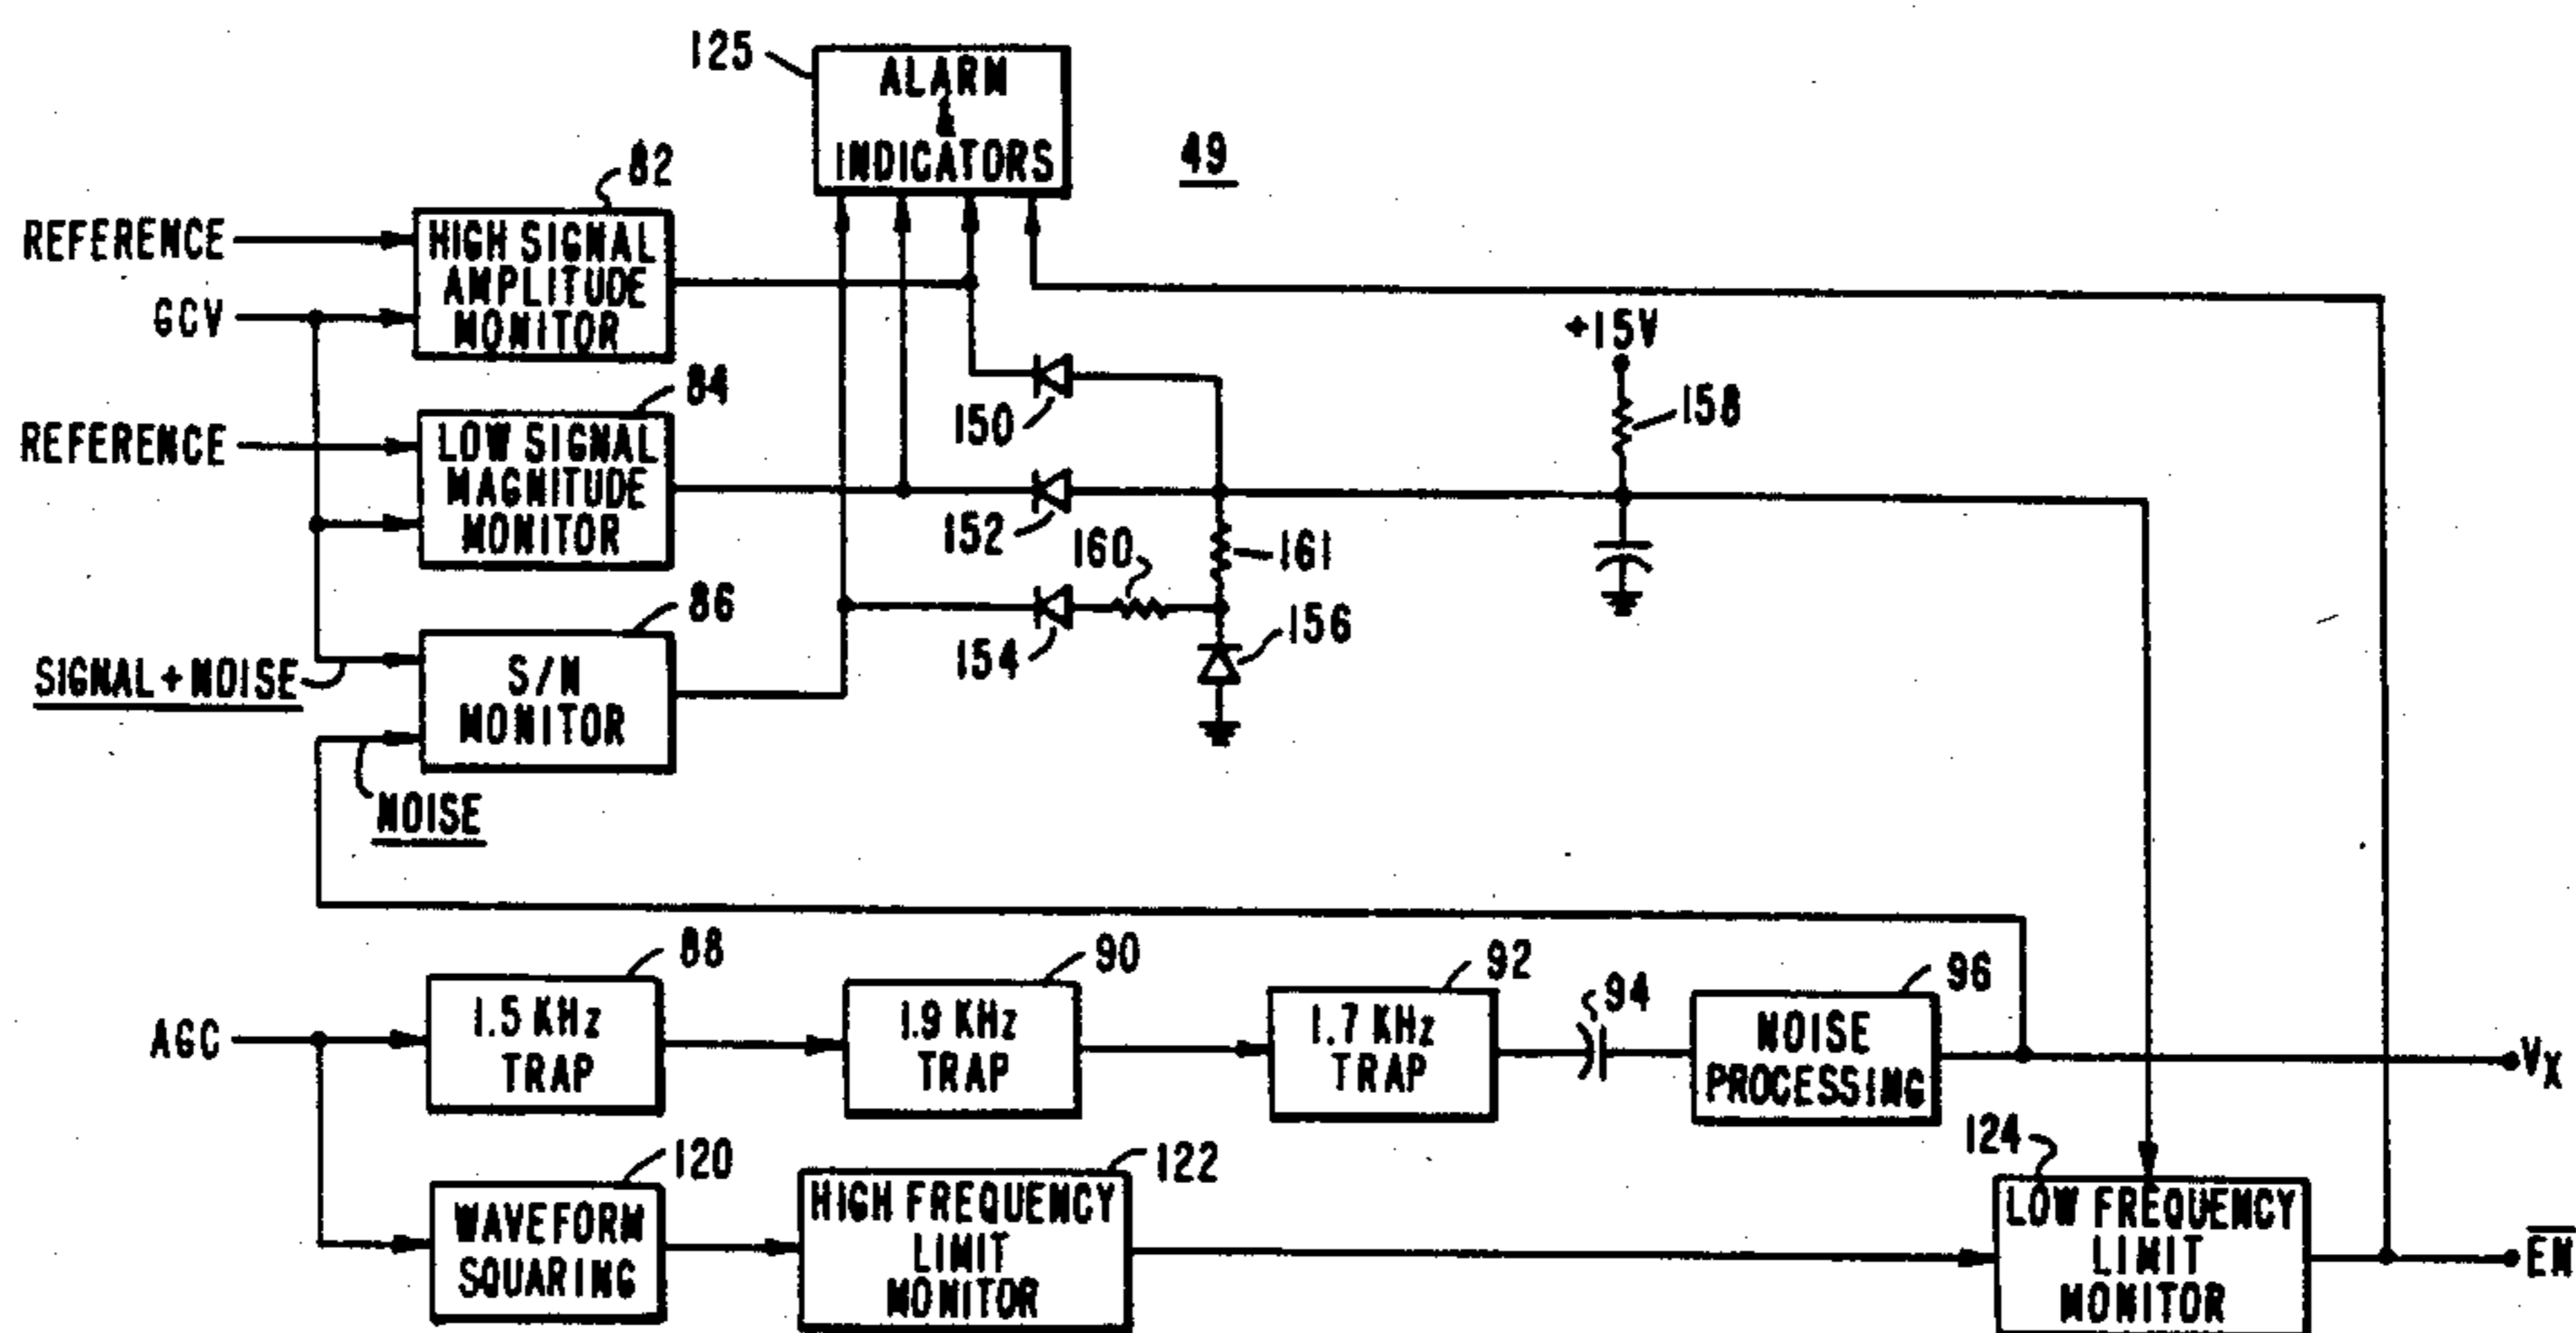 125
ALARM
&
INDICATORS
49
82
REFERENCE
HIGH SIGNAL
AMPLITUDE
MONITOR
GCV
+15V
150
158
84
REFERENCE
LOW SIGNAL
MAGNITUDE
MONITOR
152
160
161
86
154
156
SIGNAL+NOISE
S/N
MONITOR
NOISE
88
90
92
94
96
AGC
1.5 KHz
TRAP
1.9 KHz
TRAP
1.7 KHz
TRAP
NOISE
PROCESSING
VX
120
122
124
WAVEFORM
SQUARING
HIGH FREQUENCY
LIMIT
MONITOR
LOW FREQUENCY
LIMIT
MONITOR
EN